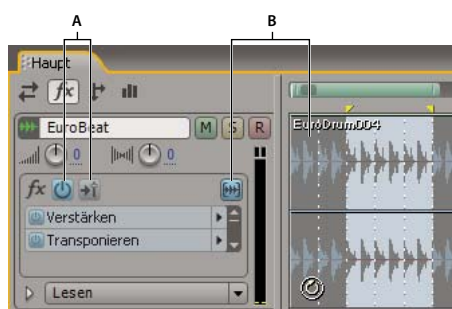 A B
Haupt
fx
EuroBeat M S R EuroDrum004
0 0
fx
Verstärken
Transponieren
Lesen